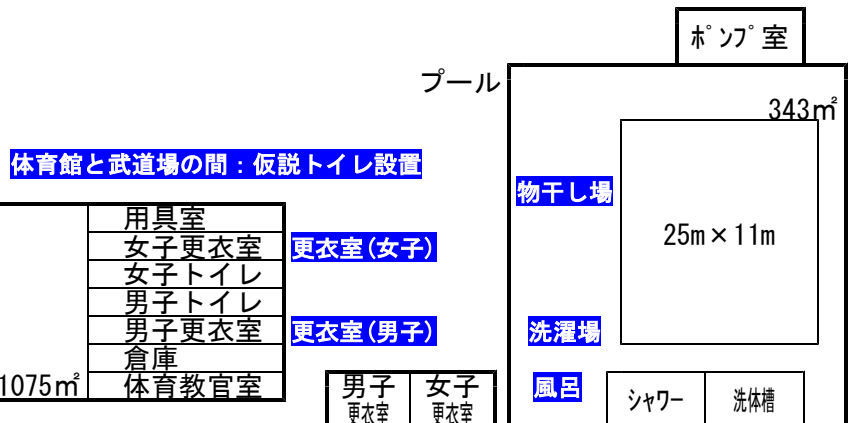 ﾎﾟﾝﾌﾟ室
プール
343㎡
体育館と武道場の間：仮説トイレ設置
物干し場
25m×11m
用具室
女子更衣室
更衣室(女子)
女子トイレ
男子トイレ
男子更衣室
更衣室(男子)
洗濯場
倉庫
1075㎡
体育教官室
男子
更衣室
女子
更衣室
風呂
ｼｬﾜｰ
洗体槽